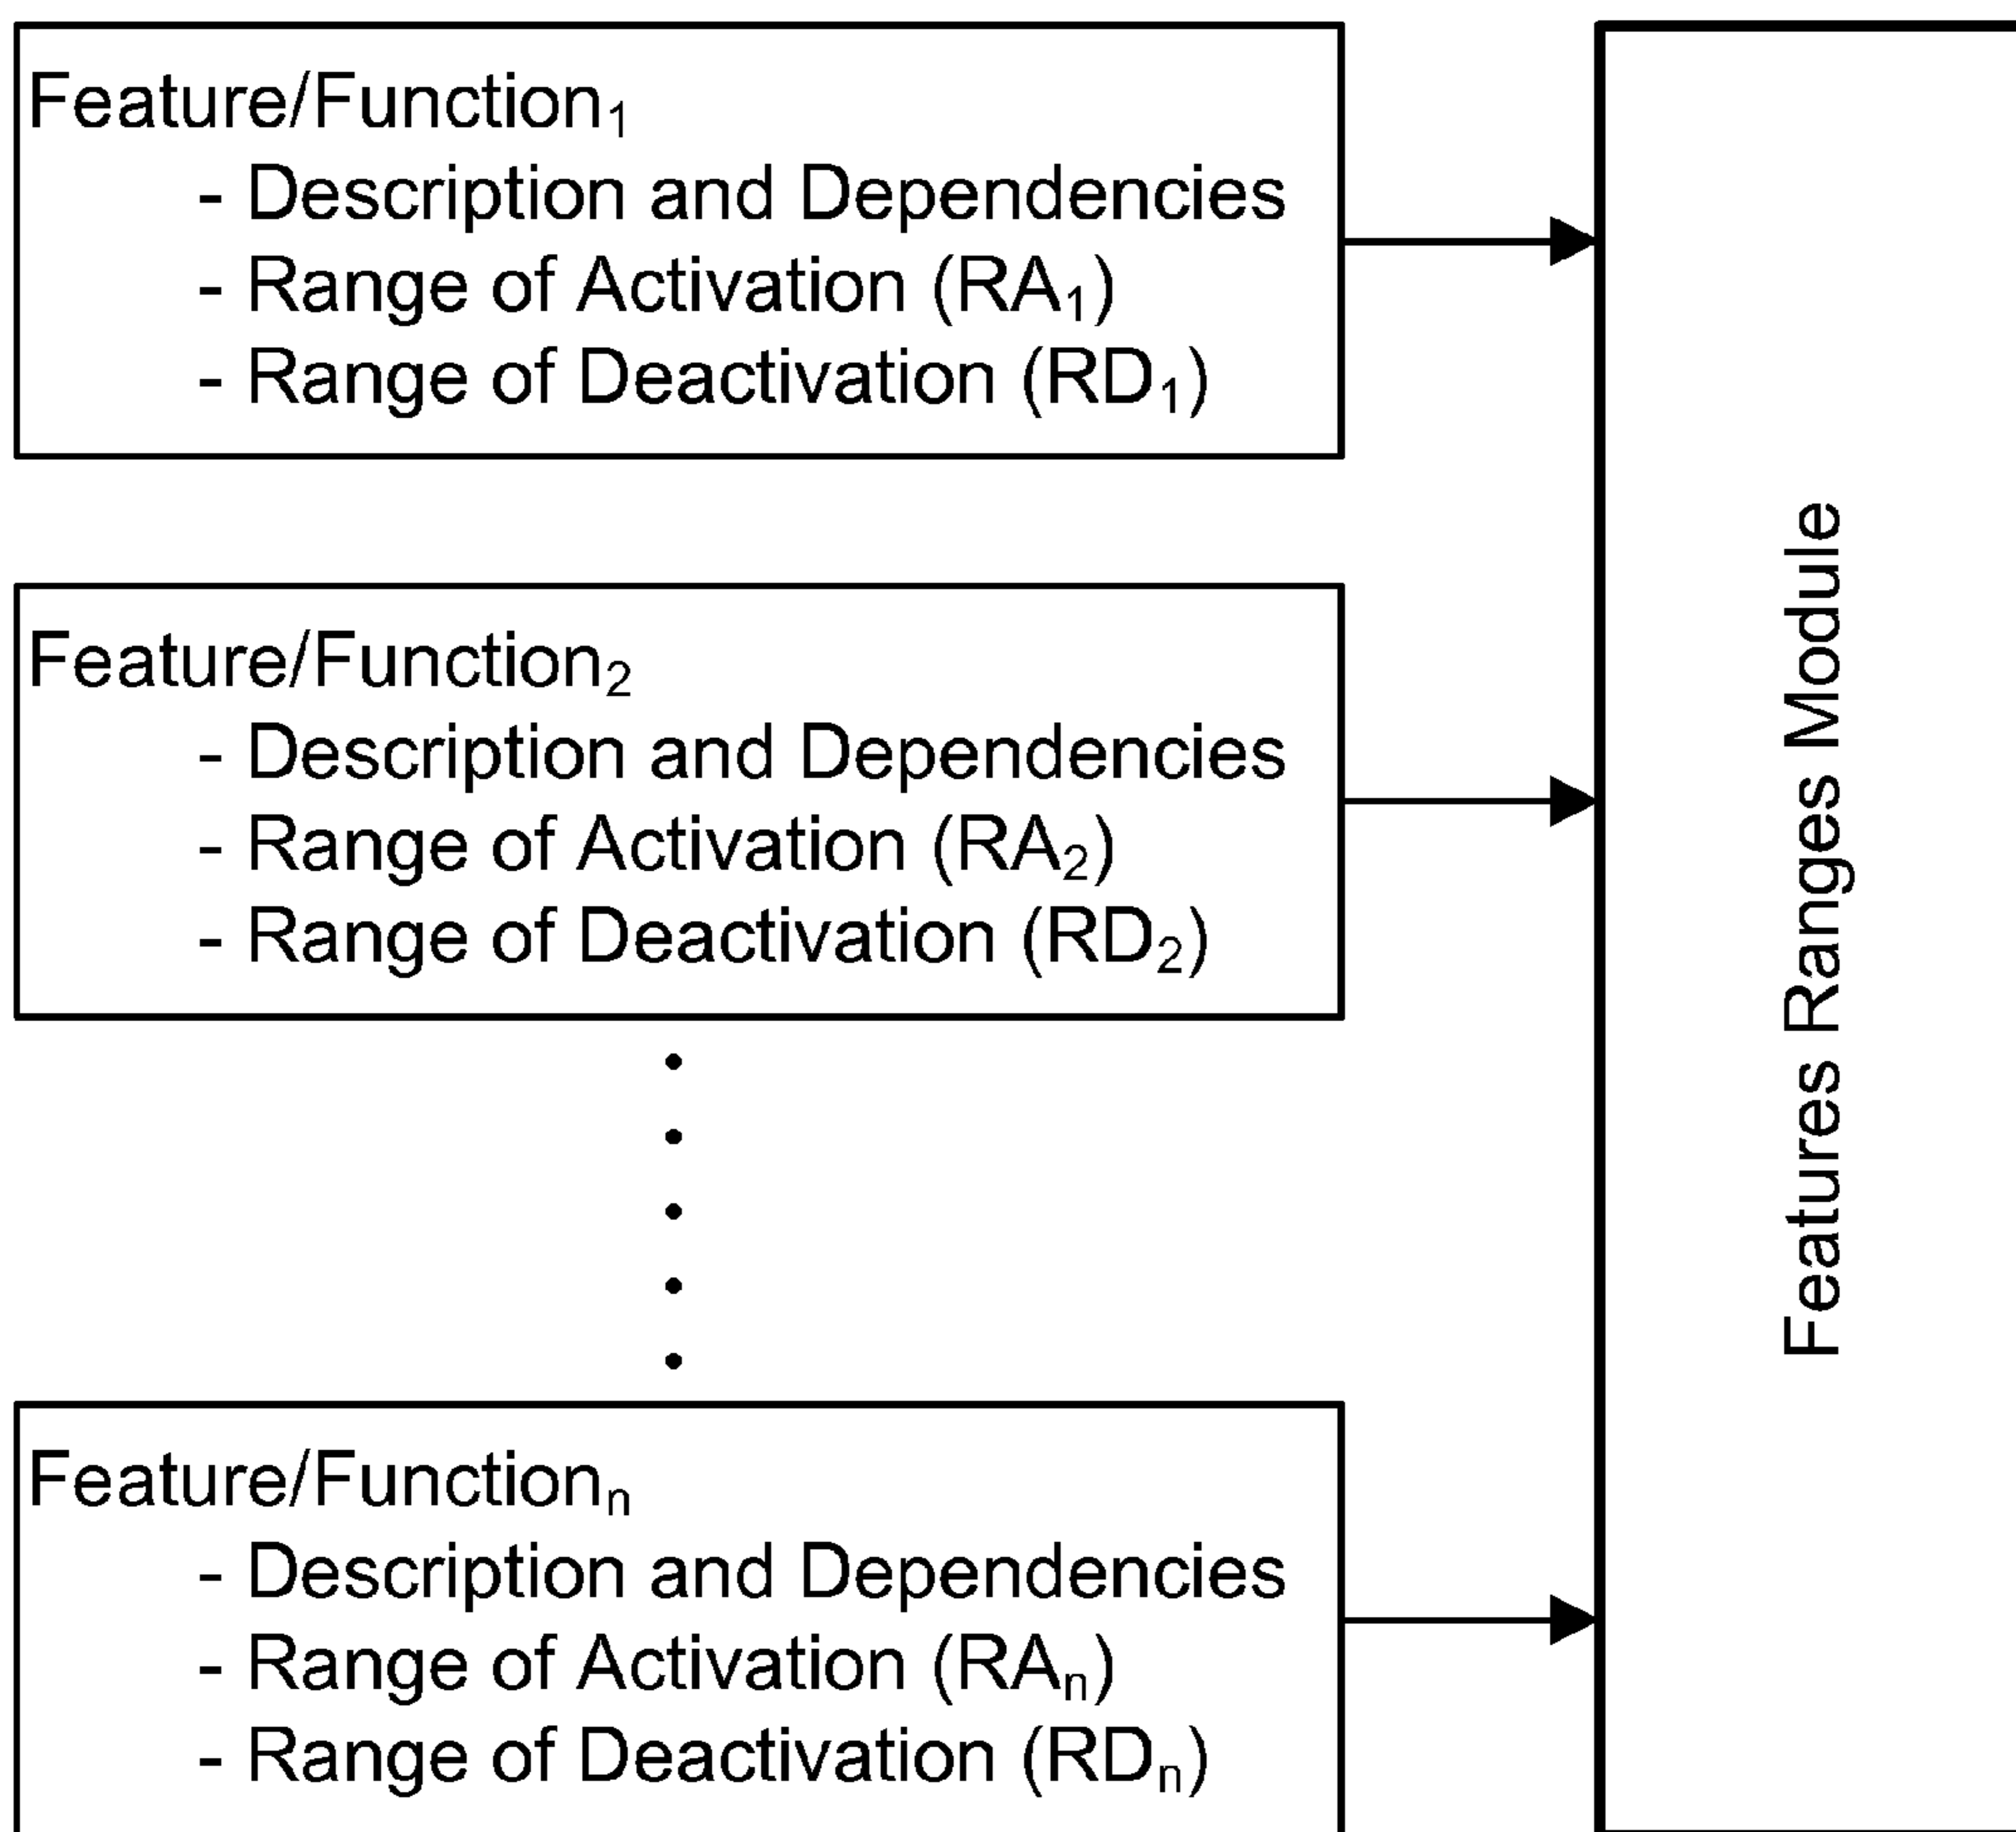 Feature/Function₁
- Description and Dependencies
- Range of Activation (RA₁)
- Range of Deactivation (RD₁)
Feature/Function₂
- Description and Dependencies
- Range of Activation (RA₂)
- Range of Deactivation (RD₂)
Feature/Functionₙ
- Description and Dependencies
- Range of Activation (RAₙ)
- Range of Deactivation (RDₙ)
Features Ranges Module